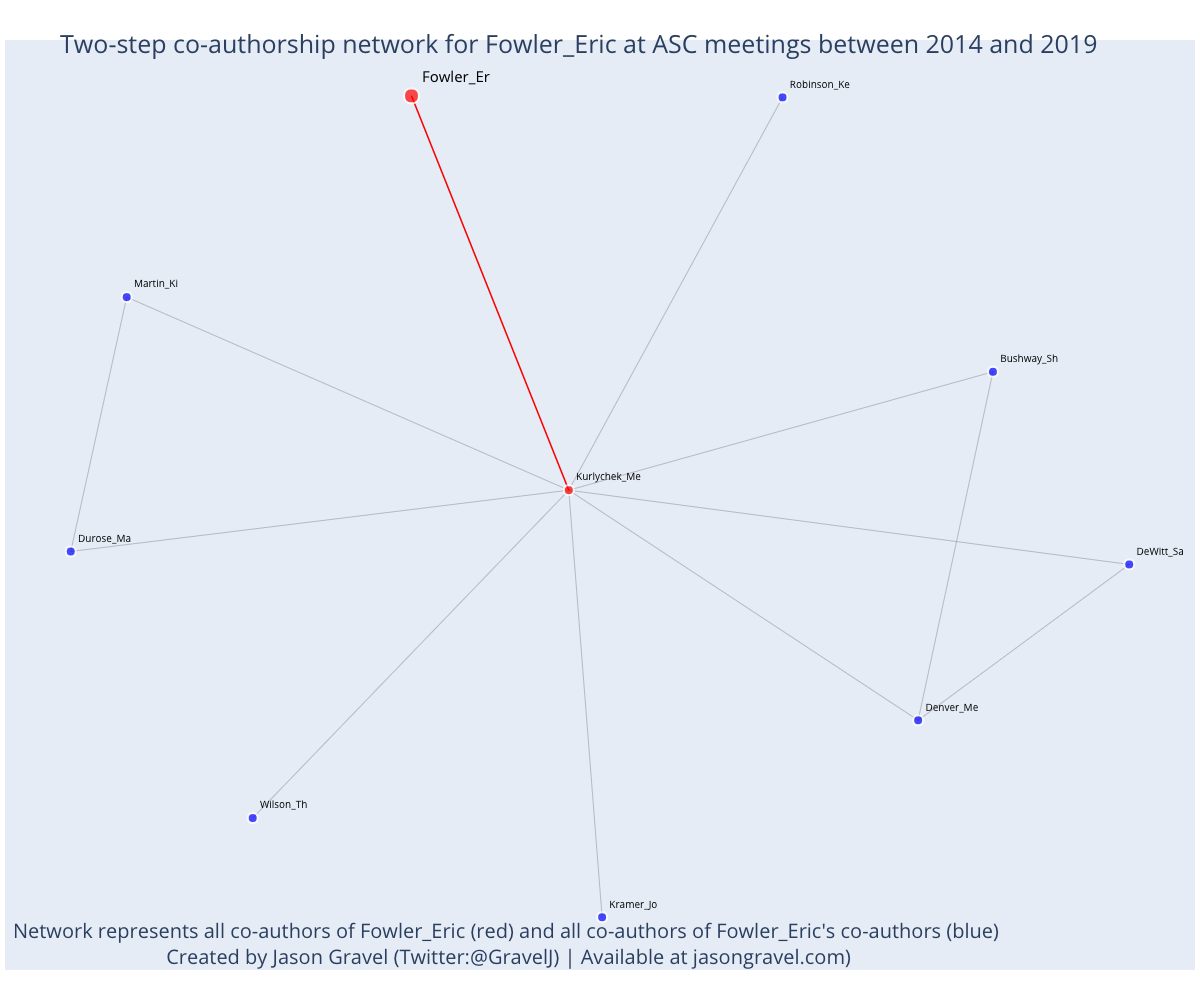 Two-step co-authorship network for Fowler_Eric at ASC meetings between 2014 and 2019
Fowler_Er
Robinson_Ke
Martin_Ki
Bushway_Sh
Kurlychek_Me
Durose_Ma
DeWitt_Sa
Denver_Me
Wilson_Th
Kramer_Jo
Network represents all co-authors of Fowler_Eric (red) and all co-authors of Fowler_Eric's co-authors (blue)
Created by Jason Gravel (Twitter:@GravelJ) | Available at jasongravel.com)